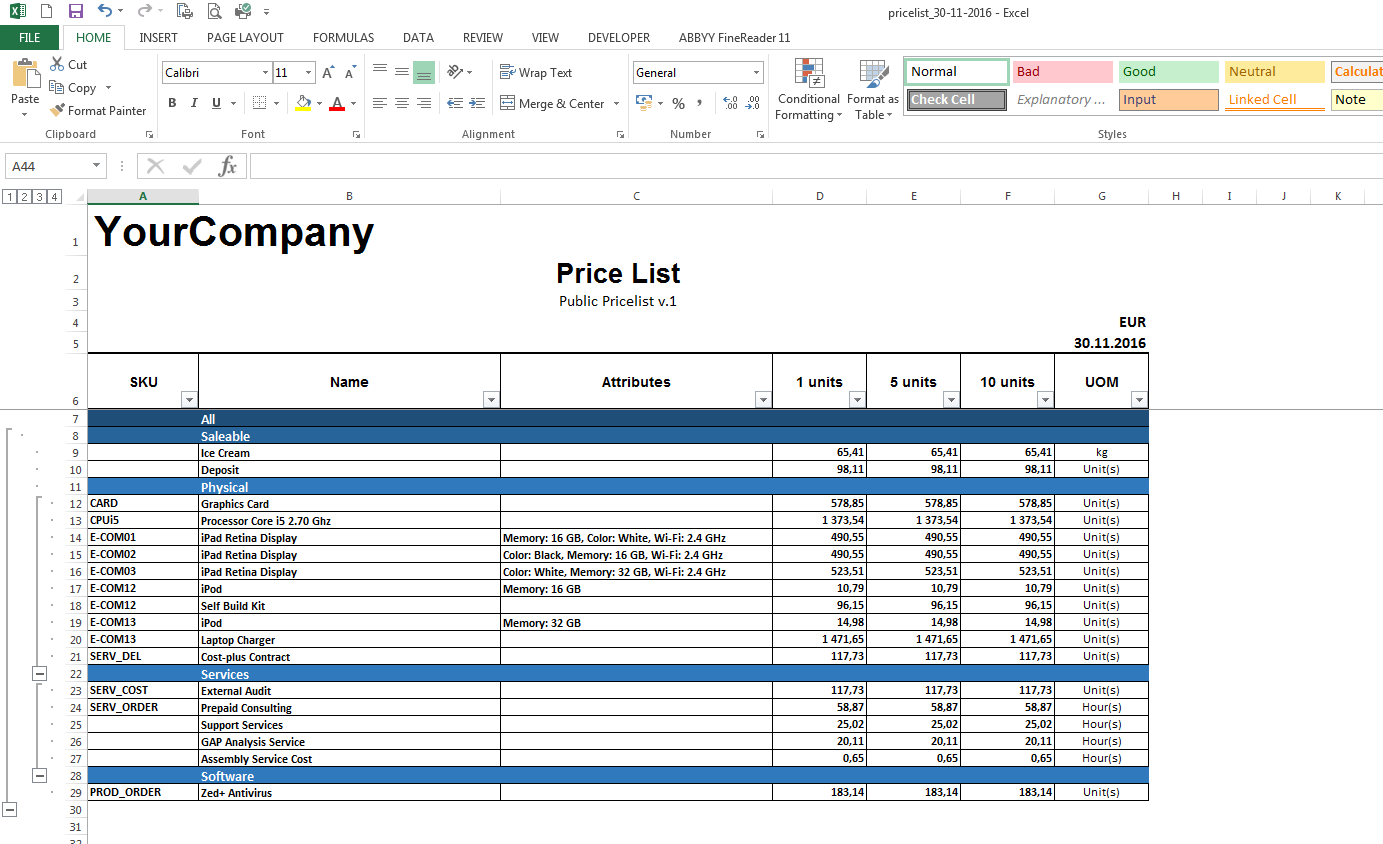 pricelist_30-11-2016 - Excel
FILE HOME INSERT PAGE LAYOUT FORMULAS DATA REVIEW VIEW DEVELOPER ABBYY FineReader 11
Paste
Cut
Copy
Format Painter
Calibri 11
B I U
Wrap Text
Merge & Center
General
% ,
Conditional Formatting
Format as Table
Normal Bad Good Neutral Calculat
Check Cell Explanatory ... Input Linked Cell Note
Clipboard Font Alignment Number Styles
A44 fx
1 2 3 4 A B C D E F G H I J K
1 YourCompany
2 Price List
3 Public Pricelist v.1
4 EUR
5 30.11.2016
6 SKU Name Attributes 1 units 5 units 10 units UOM
7 All
8 Saleable
9 Ice Cream 65,41 65,41 65,41 kg
10 Deposit 98,11 98,11 98,11 Unit(s)
11 Physical
12 CARD Graphics Card 578,85 578,85 578,85 Unit(s)
13 CPUi5 Processor Core i5 2.70 Ghz 1 373,54 1 373,54 1 373,54 Unit(s)
14 E-COM01 iPad Retina Display Memory: 16 GB, Color: White, Wi-Fi: 2.4 GHz 490,55 490,55 490,55 Unit(s)
15 E-COM02 iPad Retina Display Color: Black, Memory: 16 GB, Wi-Fi: 2.4 GHz 490,55 490,55 490,55 Unit(s)
16 E-COM03 iPad Retina Display Color: White, Memory: 32 GB, Wi-Fi: 2.4 GHz 523,51 523,51 523,51 Unit(s)
17 E-COM12 iPod Memory: 16 GB 10,79 10,79 10,79 Unit(s)
18 E-COM12 Self Build Kit 96,15 96,15 96,15 Unit(s)
19 E-COM13 iPod Memory: 32 GB 14,98 14,98 14,98 Unit(s)
20 E-COM13 Laptop Charger 1 471,65 1 471,65 1 471,65 Unit(s)
21 SERV_DEL Cost-plus Contract 117,73 117,73 117,73 Unit(s)
22 Services
23 SERV_COST External Audit 117,73 117,73 117,73 Unit(s)
24 SERV_ORDER Prepaid Consulting 58,87 58,87 58,87 Hour(s)
25 Support Services 25,02 25,02 25,02 Hour(s)
26 GAP Analysis Service 20,11 20,11 20,11 Hour(s)
27 Assembly Service Cost 0,65 0,65 0,65 Hour(s)
28 Software
29 PROD_ORDER Zed+ Antivirus 183,14 183,14 183,14 Unit(s)
30
31